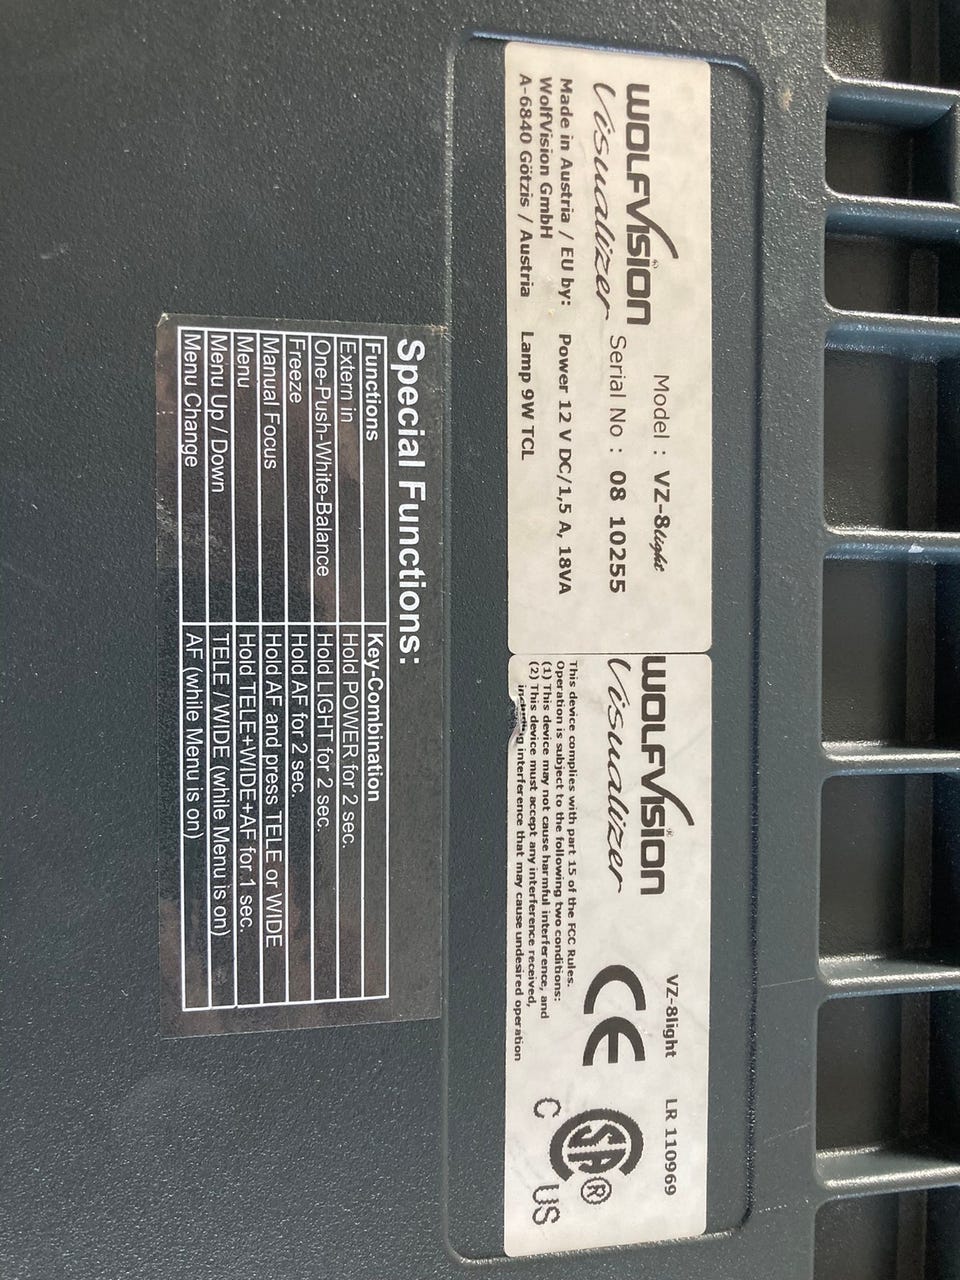 WOLFVISION®
Visualizer
Model : VZ-8light
Serial No : 08 10255
Made in Austria / EU by: Power 12 V DC/1,5 A, 18VA
WolfVision GmbH
A-6840 Götzis / Austria Lamp 9W TCL
WOLFVISION®
Visualizer
VZ-8light LR 110969
This device complies with part 15 of the FCC Rules.
Operation is subject to the following two conditions:
(1) This device may not cause harmful interference, and
(2) This device must accept any interference received,
including interference that may cause undesired operation
CE
C SA® US
Special Functions:
Functions Key-Combination
Extern in Hold POWER for 2 sec.
One-Push-White-Balance Hold LIGHT for 2 sec.
Freeze Hold AF for 2 sec.
Manual Focus Hold AF and press TELE or WIDE
Menu Hold TELE+WIDE+AF for 1 sec.
Menu Up / Down TELE / WIDE (while Menu is on)
Menu Change AF (while Menu is on)